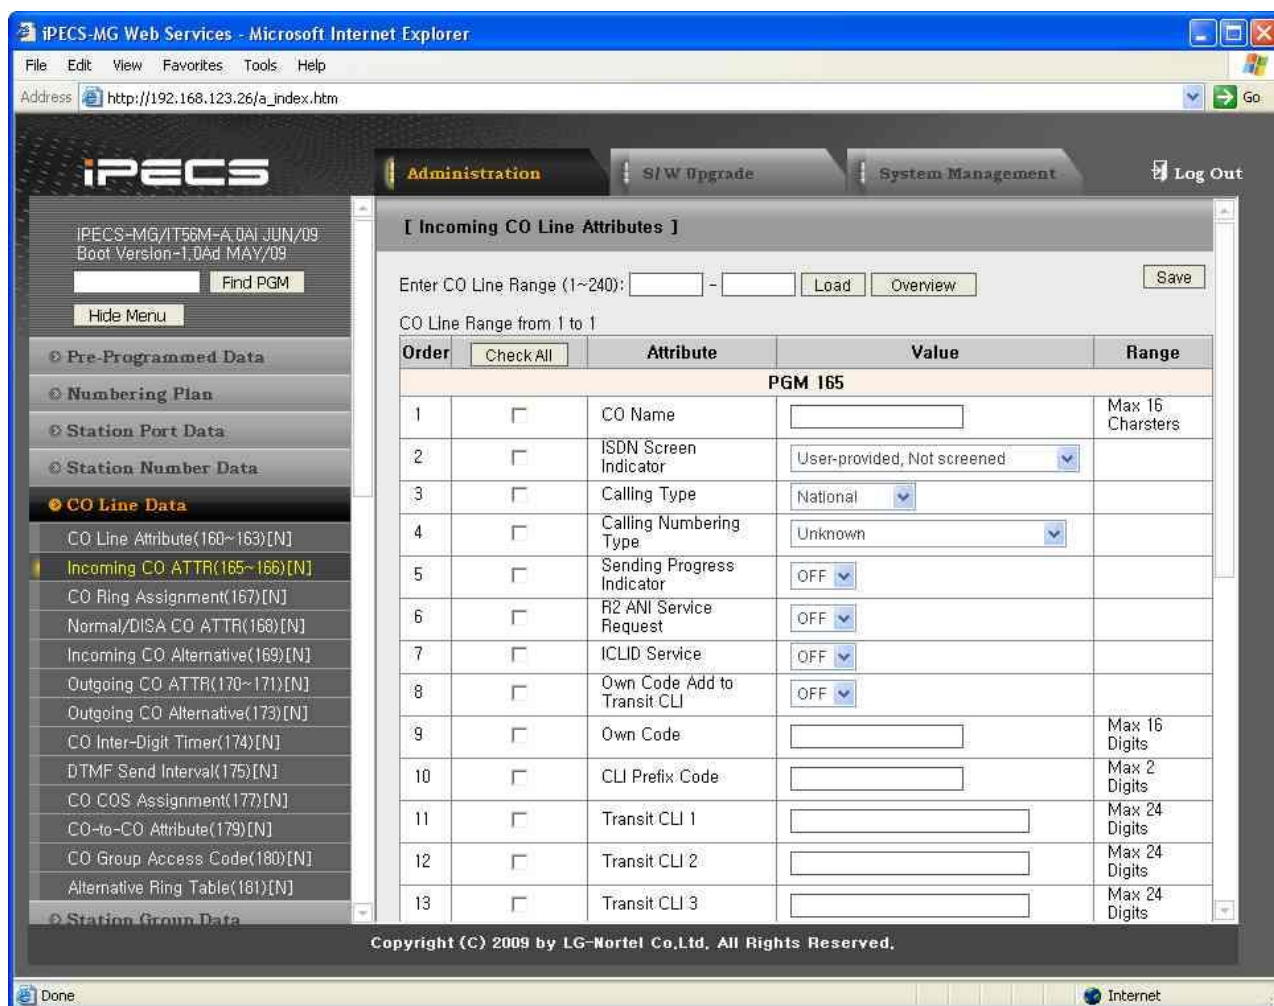 iPECS-MG Web Services - Microsoft Internet Explorer
File Edit View Favorites Tools Help
Address http://192.168.123.26/a_index.htm Go
iPECS
Administration S/W Upgrade System Management Log Out
iPECS-MG/IT56M-A.0Ai JUN/09
Boot Version-1.0Ad MAY/09
Find PGM
Hide Menu
Pre-Programmed Data
Numbering Plan
Station Port Data
Station Number Data
CO Line Data
CO Line Attribute(160~163)[N]
Incoming CO ATTR(165~166)[N]
CO Ring Assignment(167)[N]
Normal/DISA CO ATTR(168)[N]
Incoming CO Alternative(169)[N]
Outgoing CO ATTR(170~171)[N]
Outgoing CO Alternative(173)[N]
CO Inter-Digit Timer(174)[N]
DTMF Send Interval(175)[N]
CO COS Assignment(177)[N]
CO-to-CO Attribute(179)[N]
CO Group Access Code(180)[N]
Alternative Ring Table(181)[N]
Station Group Data
[ Incoming CO Line Attributes ]
Enter CO Line Range (1~240): - Load Overview Save
CO Line Range from 1 to 1
Order Check All Attribute Value Range
PGM 165
1 CO Name Max 16 Charsters
2 ISDN Screen Indicator User-provided, Not screened
3 Calling Type National
4 Calling Numbering Type Unknown
5 Sending Progress Indicator OFF
6 R2 ANI Service Request OFF
7 ICLID Service OFF
8 Own Code Add to Transit CLI OFF
9 Own Code Max 16 Digits
10 CLI Prefix Code Max 2 Digits
11 Transit CLI 1 Max 24 Digits
12 Transit CLI 2 Max 24 Digits
13 Transit CLI 3 Max 24 Digits
Copyright (C) 2009 by LG-Nortel Co,Ltd, All Rights Reserved.
Done Internet